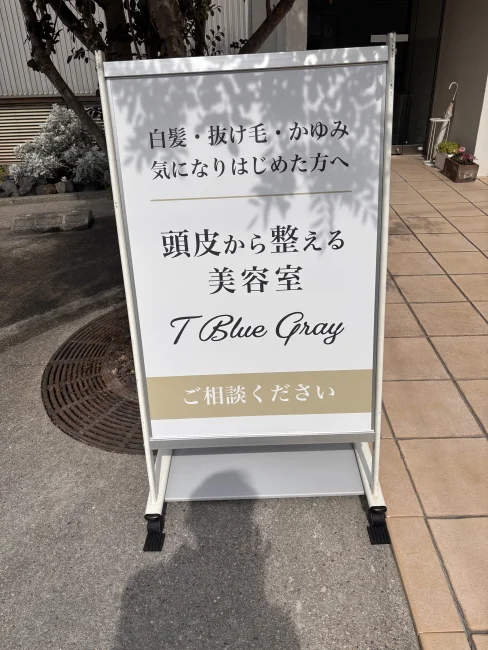 白髪・抜け毛・かゆみ
気になりはじめた方へ
頭皮から整える
美容室
T Blue Gray
ご相談ください